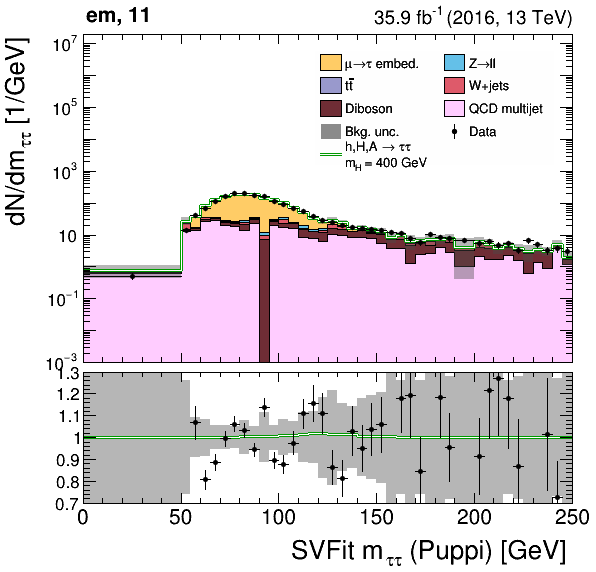 em, 11
35.9 fb⁻¹ (2016, 13 TeV)
dN/dm_ττ [1/GeV]
10⁷
10⁵
10³
10
10⁻¹
10⁻³
μ→τ embed.
Z→ll
tt̄
W+jets
Diboson
QCD multijet
Bkg. unc.
Data
h,H,A → ττ
m_H = 400 GeV
1.3
1.2
1.1
1
0.9
0.8
0.7
0 50 100 150 200 250
SVFit m_ττ (Puppi) [GeV]